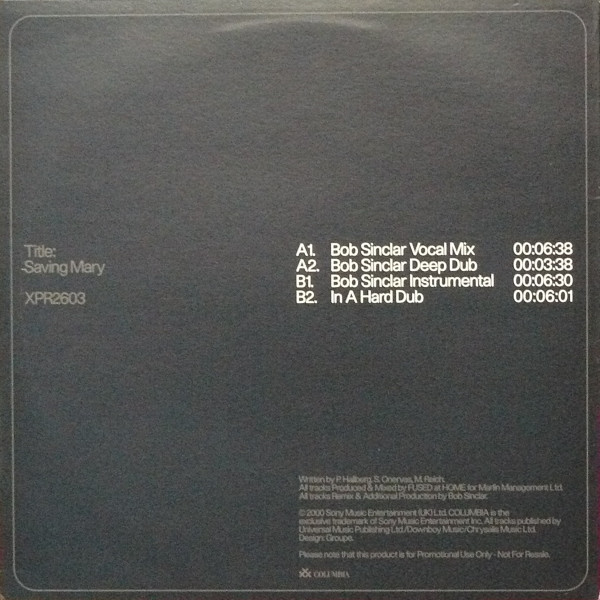 Title:
-Saving Mary
XPR2603
A1. Bob Sinclar Vocal Mix 00:06:38
A2. Bob Sinclar Deep Dub 00:03:38
B1. Bob Sinclar Instrumental 00:06:30
B2. In A Hard Dub 00:06:01
Written by P. Hallburg, S. Onervas, M. Reich.
All tracks Produced & Mixed by FUSED at HOME for Marlin Management Ltd.
All tracks Remix & Additional Production by Bob Sinclar.
© 2000 Sony Music Entertainment (UK) Ltd. COLUMBIA is the
exclusive trademark of Sony Music Entertainment Inc. All tracks published by
Universal Music Publishing Ltd/Downboy Music/Chrysalis Music Ltd.
Design: Groupe.
Please note that this product is for Promotional Use Only - Not For Resale.
COLUMBIA